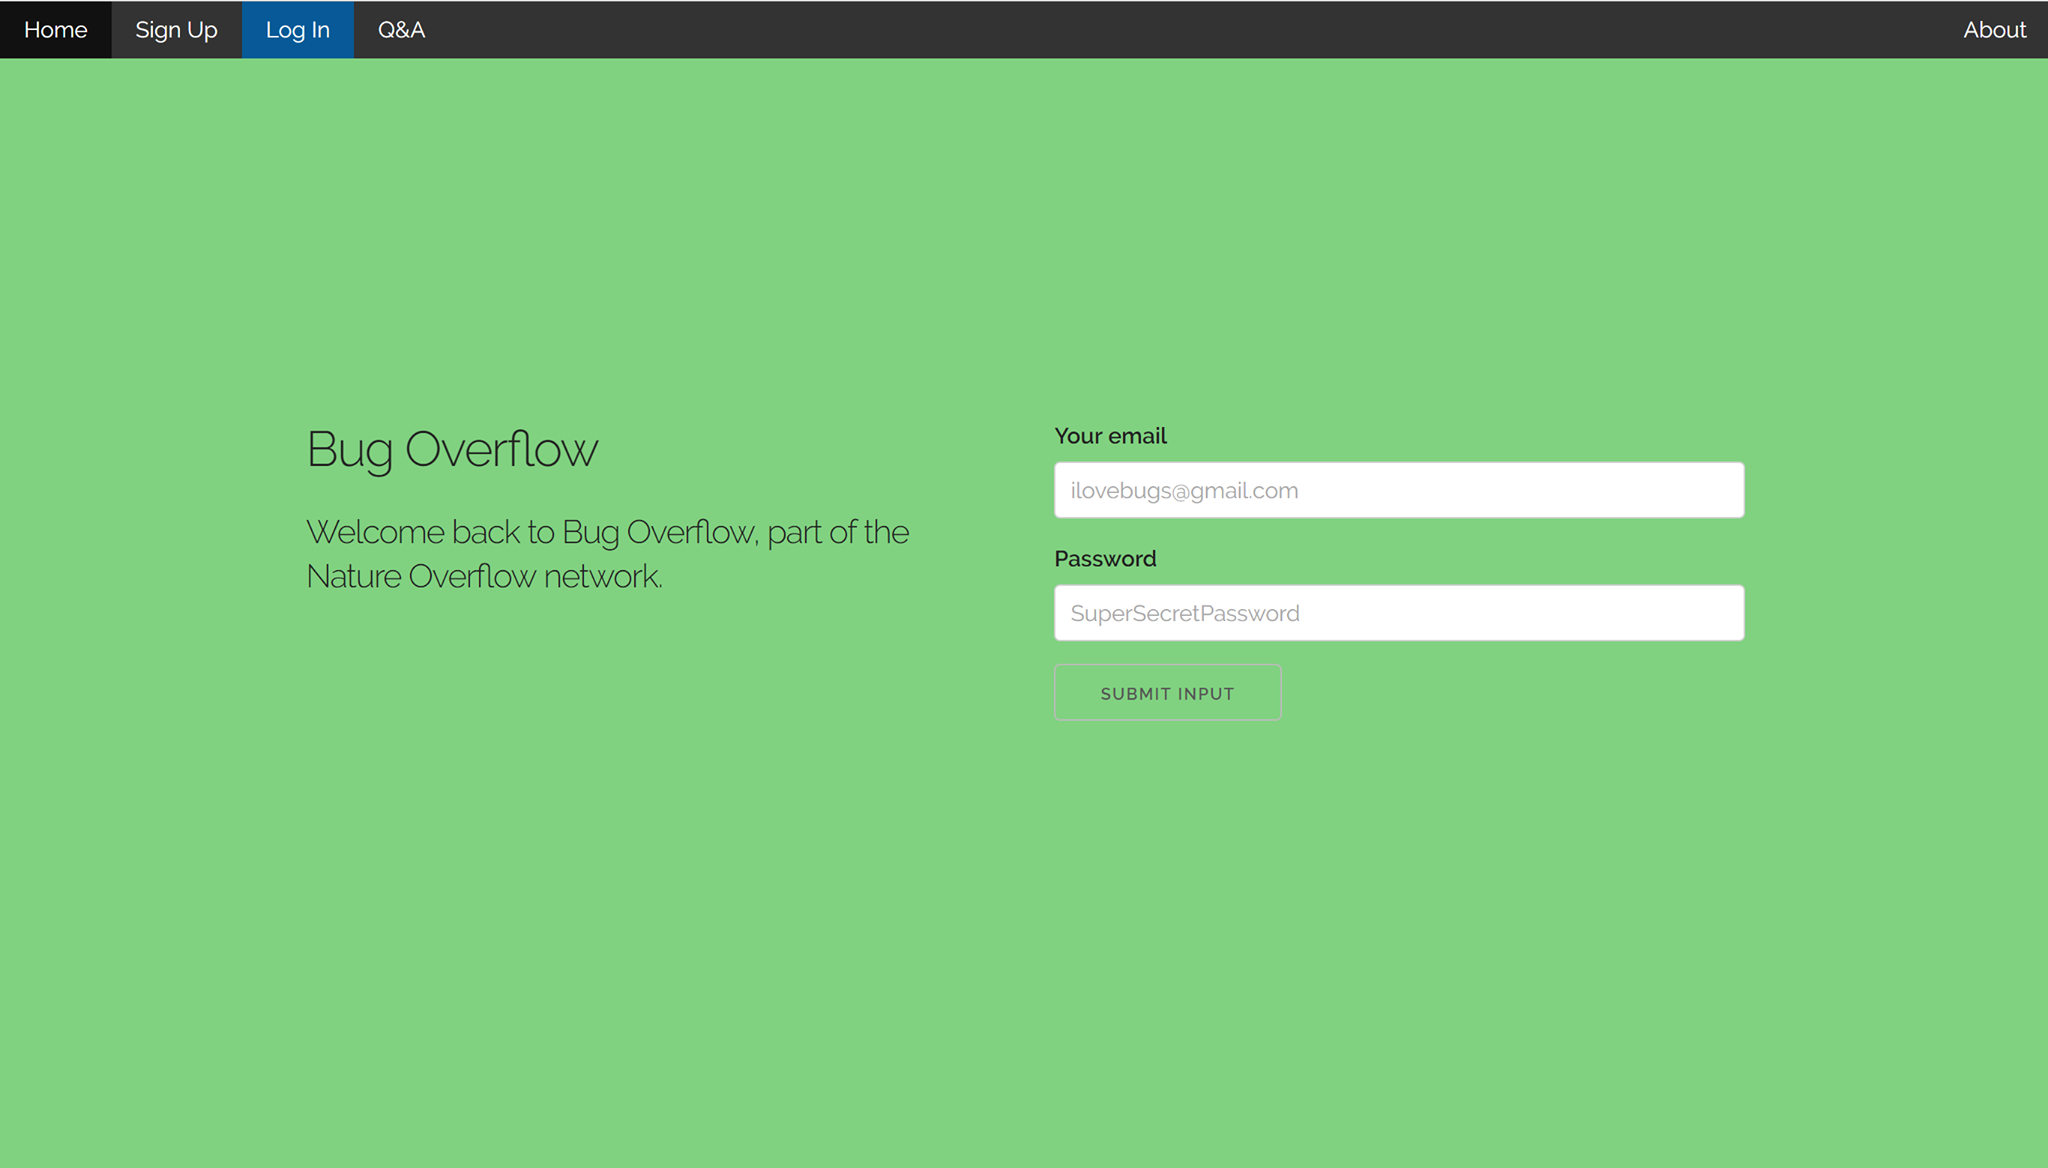 Home Sign Up Log In Q&A About
Bug Overflow
Welcome back to Bug Overflow, part of the
Nature Overflow network.
Your email
ilovebugs@gmail.com
Password
SuperSecretPassword
SUBMIT INPUT